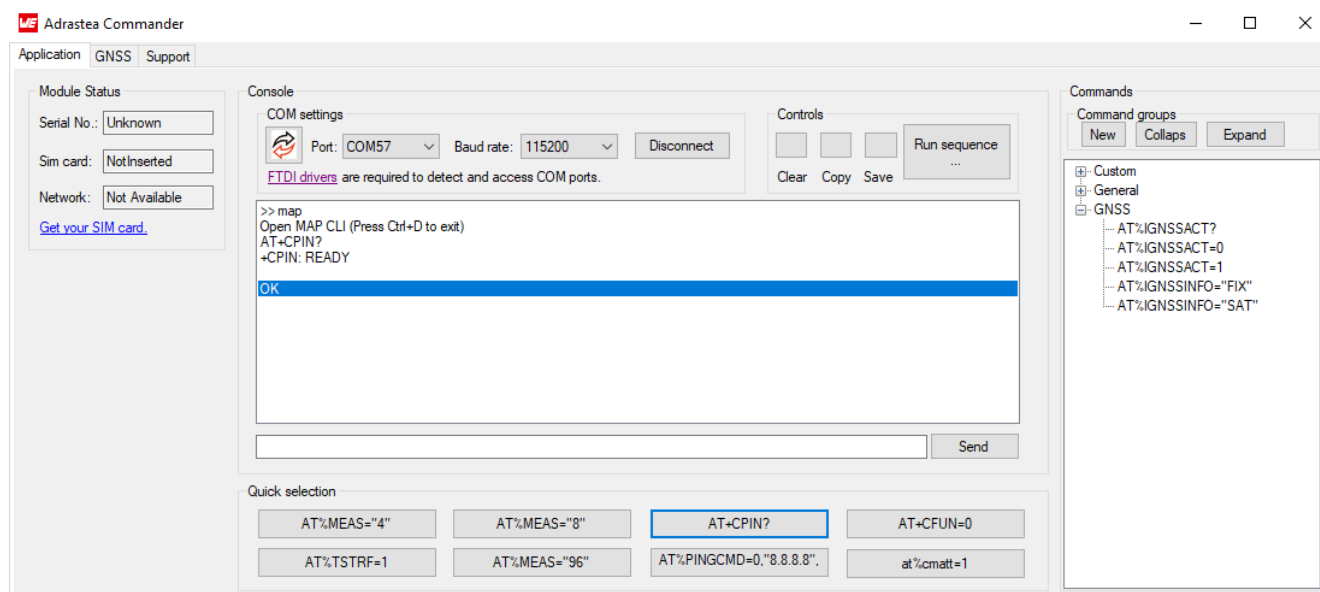 WE Adrastea Commander
Application GNSS Support
Module Status
Serial No.: Unknown
Sim card: NotInserted
Network: Not Available
Get your SIM card.
Console
COM settings
Port: COM57 Baud rate: 115200 Disconnect
FTDI drivers are required to detect and access COM ports.
Controls
Clear Copy Save
Run sequence
...
>> map
Open MAP CLI (Press Ctrl+D to exit)
AT+CPIN?
+CPIN: READY
OK
Send
Quick selection
AT%MEAS="4" AT%MEAS="8" AT+CPIN? AT+CFUN=0
AT%TSTRF=1 AT%MEAS="96" AT%PINGCMD=0,"8.8.8.8", at%cmatt=1
Commands
Command groups
New Collaps Expand
Custom
General
GNSS
AT%IGNSSACT?
AT%IGNSSACT=0
AT%IGNSSACT=1
AT%IGNSSINFO="FIX"
AT%IGNSSINFO="SAT"